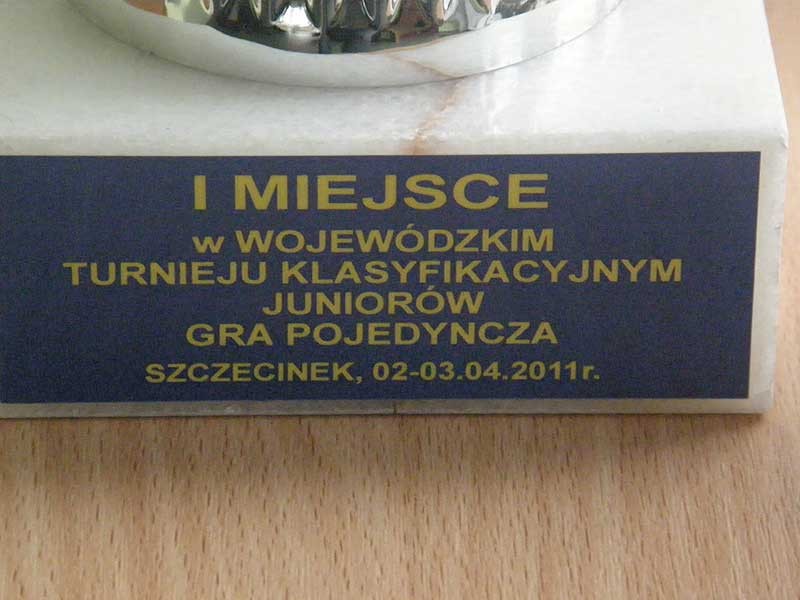 I MIEJSCE
w WOJEWÓDZKIM
TURNIEJU KLASYFIKACYJNYM
JUNIORÓW
GRA POJEDYNCZA
SZCZECINEK, 02-03.04.2011r.